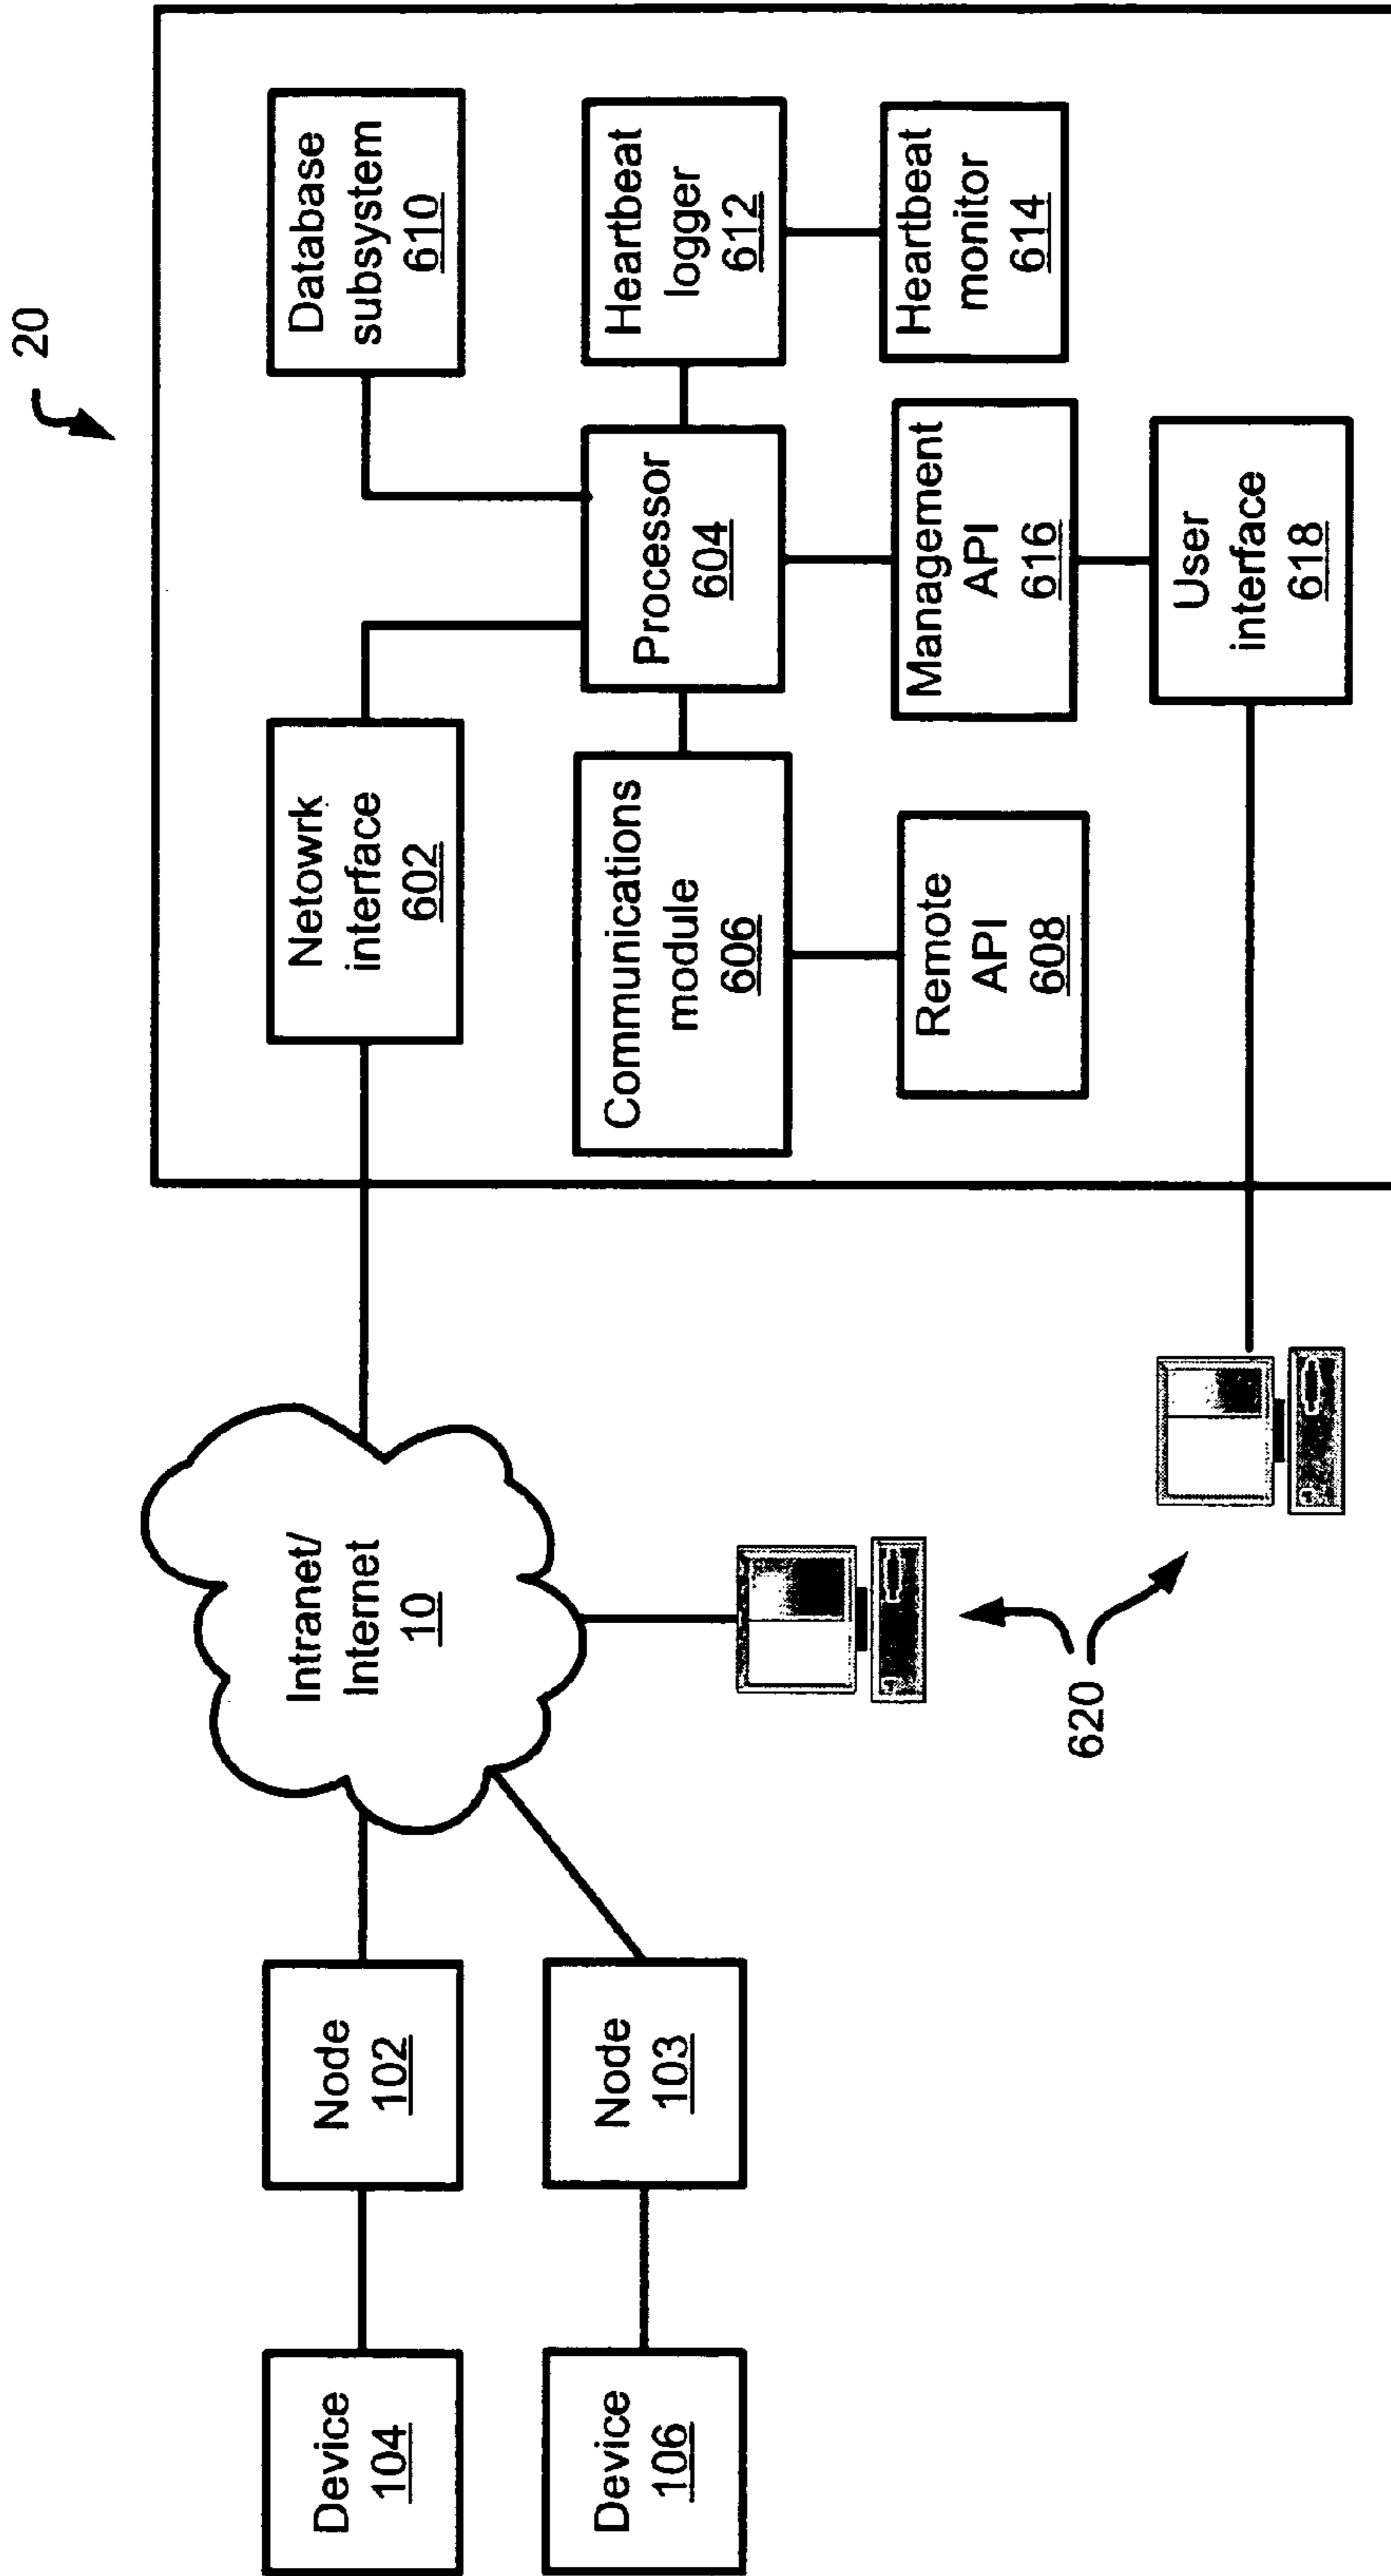 20
Device
104
Node
102
Intranet/
Internet
10
Netowrk
interface
602
Database
subsystem
610
Device
106
Node
103
Communications
module
606
Processor
604
Heartbeat
logger
612
Remote
API
608
Management
API
616
Heartbeat
monitor
614
620
User
interface
618